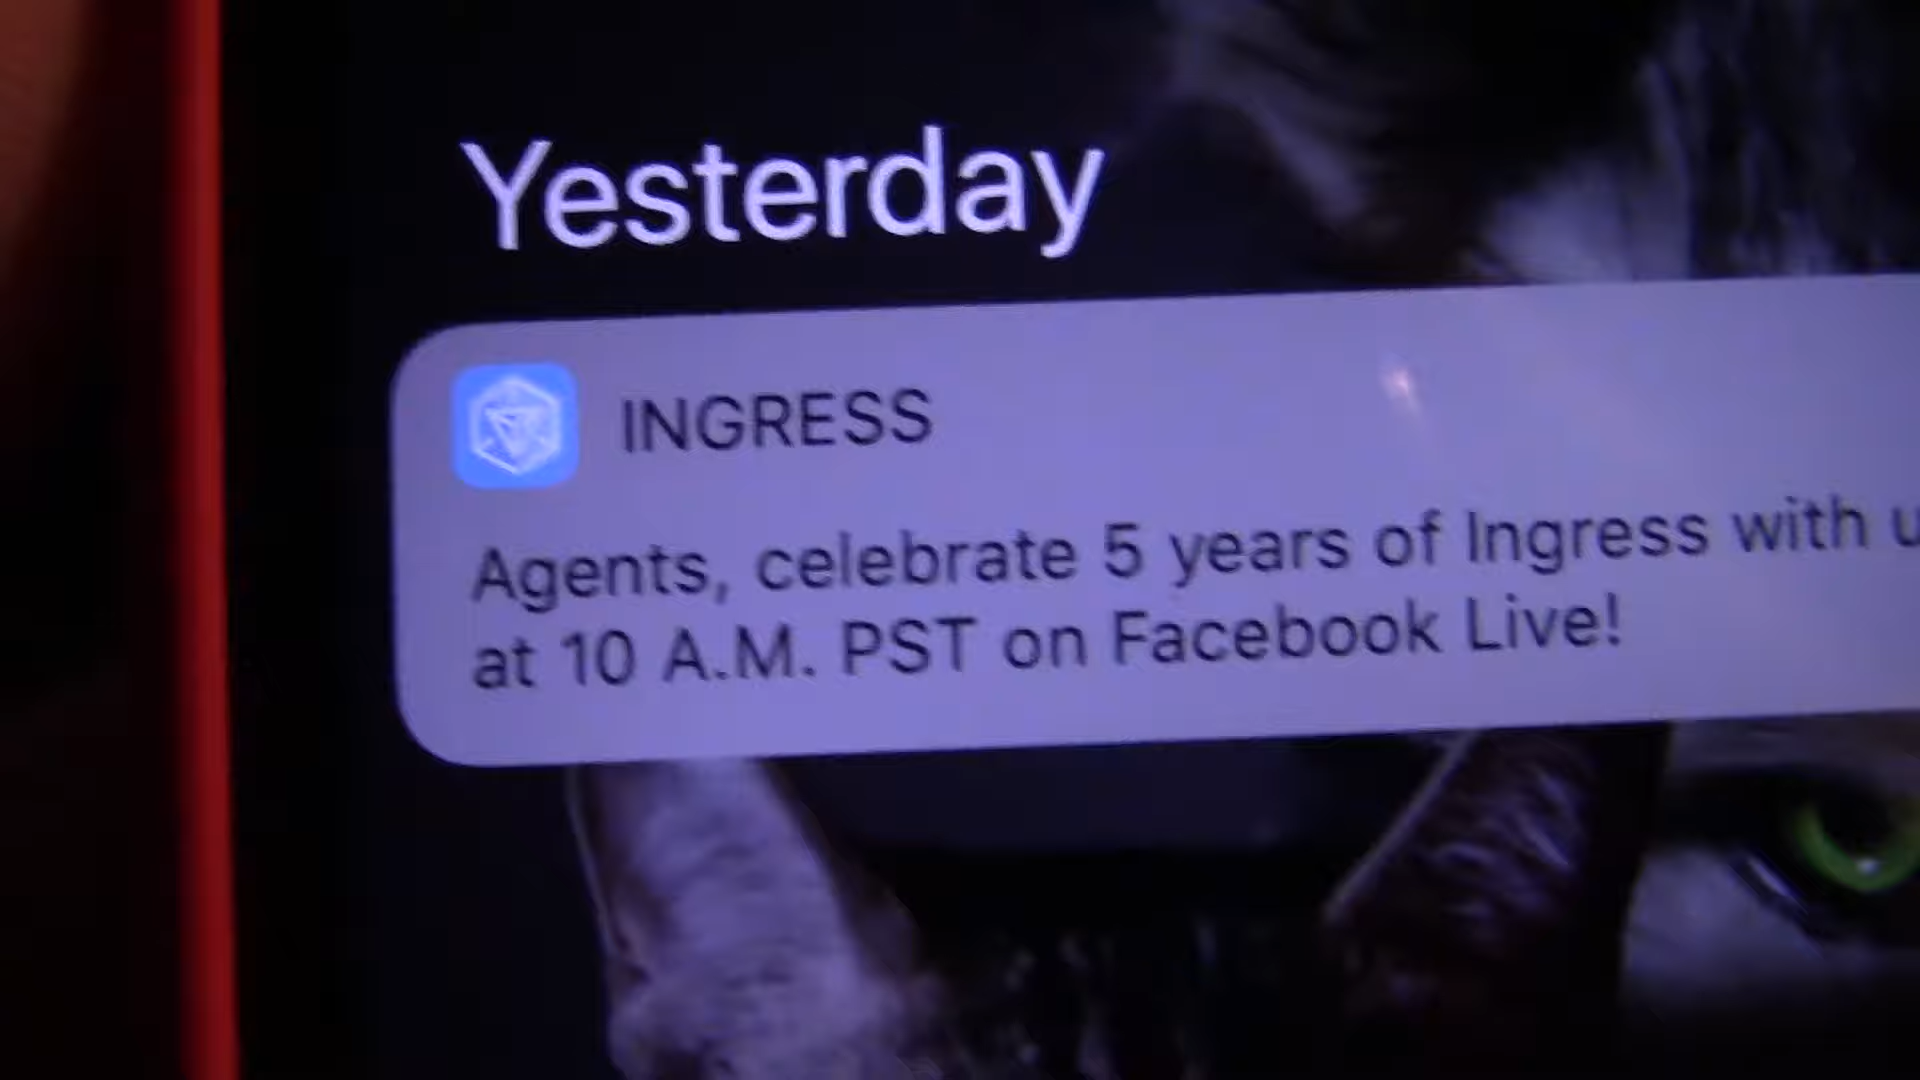 Yesterday
INGRESS
Agents, celebrate 5 years of Ingress with
at 10 A.M. PST on Facebook Live!